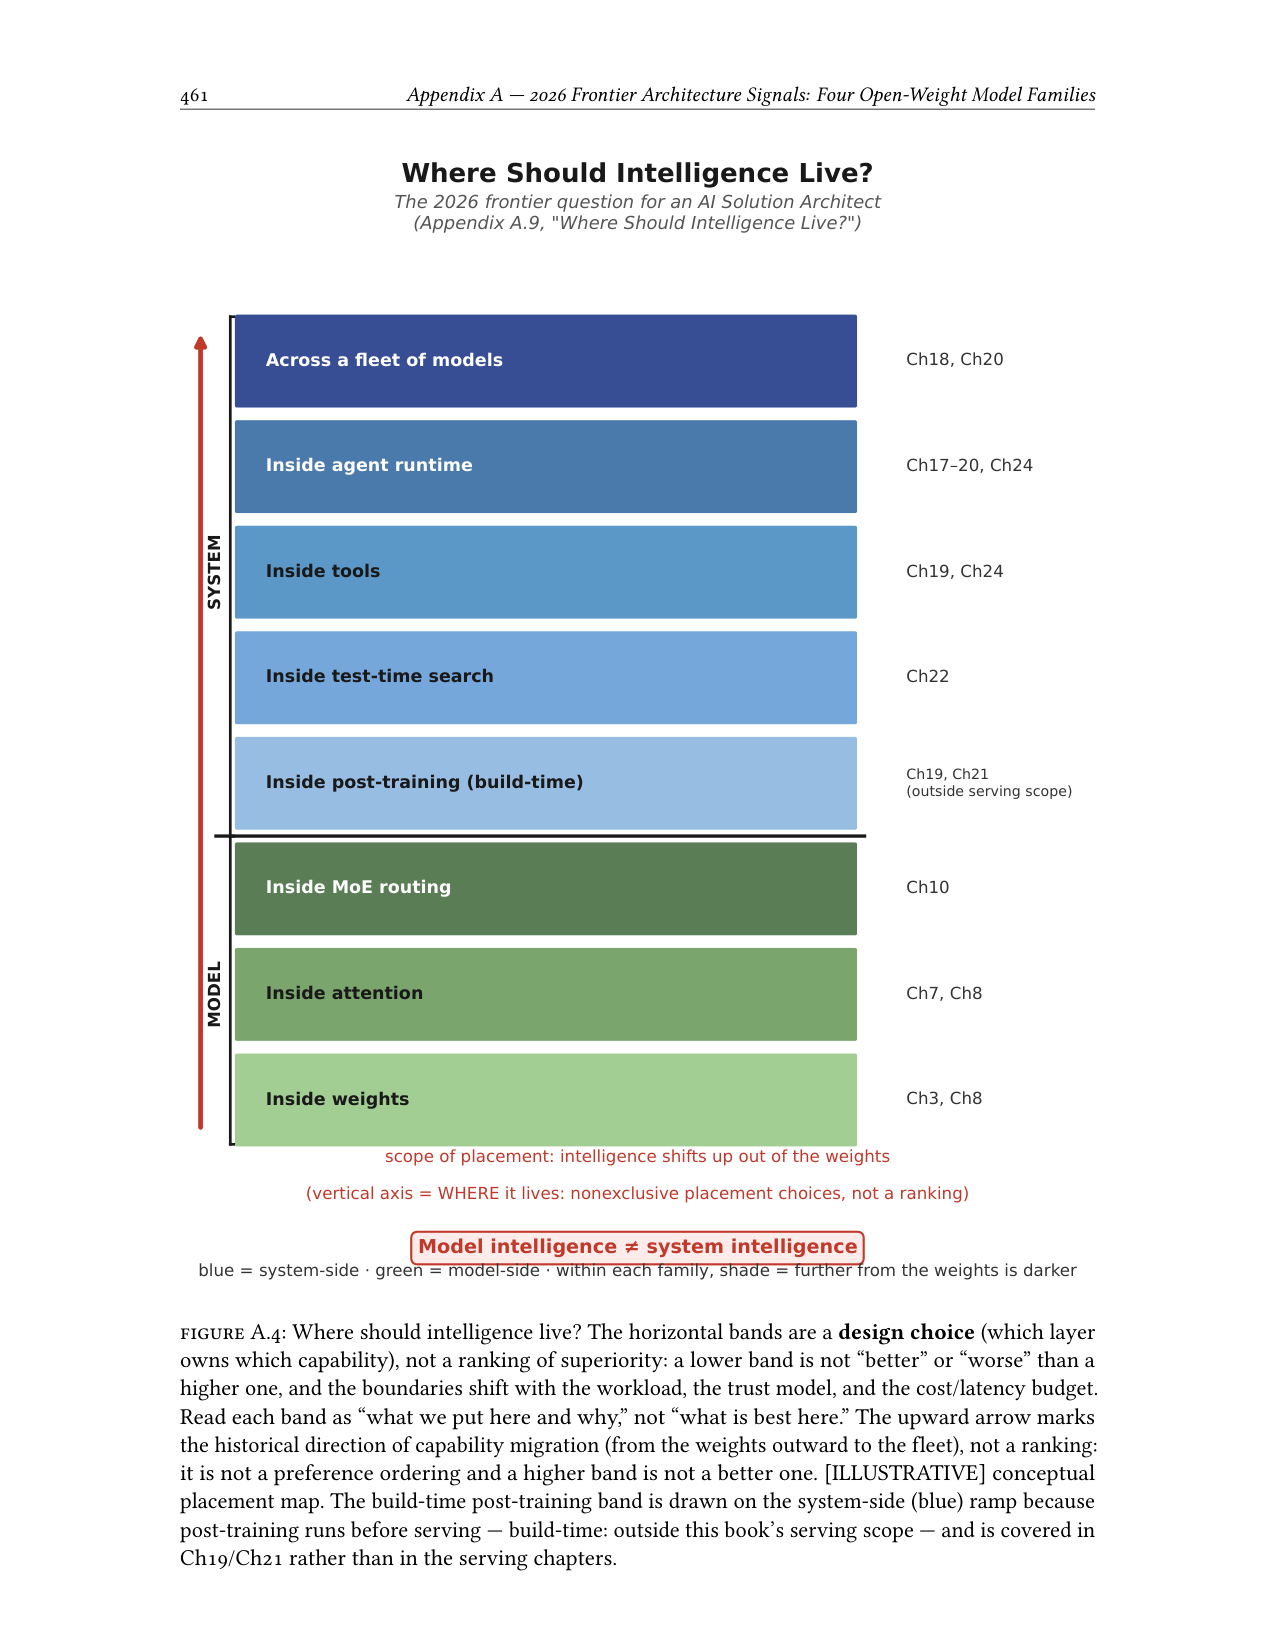 461
Appendix A — 2026 Frontier Architecture Signals: Four Open-Weight Model Families
Where Should Intelligence Live?
The 2026 frontier question for an AI Solution Architect
(Appendix A.9, "Where Should Intelligence Live?")
Across a fleet of models
Ch18, Ch20
Inside agent runtime
Ch17–20, Ch24
SYSTEM
Inside tools
Ch19, Ch24
Inside test-time search
Ch22
Inside post-training (build-time)
Ch19, Ch21
(outside serving scope)
Inside MoE routing
Ch10
MODEL
Inside attention
Ch7, Ch8
Inside weights
Ch3, Ch8
scope of placement: intelligence shifts up out of the weights
(vertical axis = WHERE it lives: nonexclusive placement choices, not a ranking)
Model intelligence ≠ system intelligence
blue = system-side · green = model-side · within each family, shade = further from the weights is darker
FIGURE A.4: Where should intelligence live? The horizontal bands are a design choice (which layer
owns which capability), not a ranking of superiority: a lower band is not “better” or “worse” than a
higher one, and the boundaries shift with the workload, the trust model, and the cost/latency budget.
Read each band as “what we put here and why,” not “what is best here.” The upward arrow marks
the historical direction of capability migration (from the weights outward to the fleet), not a ranking:
it is not a preference ordering and a higher band is not a better one. [ILLUSTRATIVE] conceptual
placement map. The build-time post-training band is drawn on the system-side (blue) ramp because
post-training runs before serving — build-time: outside this book’s serving scope — and is covered in
Ch19/Ch21 rather than in the serving chapters.